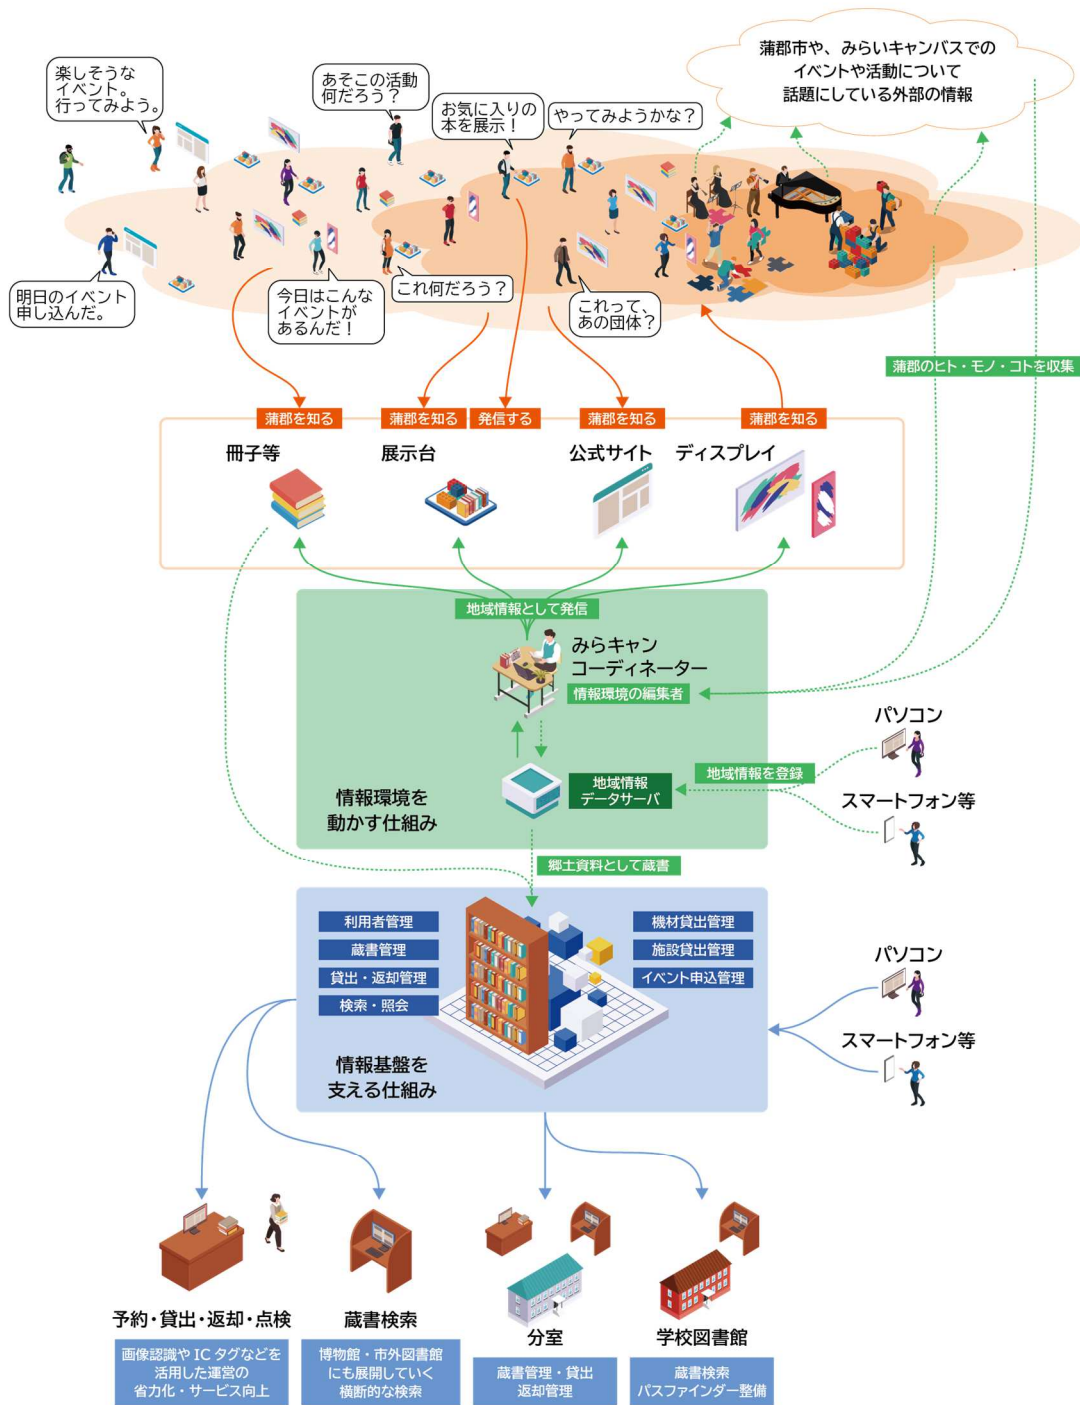 蒲郡市や、みらいキャンバスでの
イベントや活動について
話題にしている外部の情報
楽しそうな
イベント。
行ってみよう。
あそこの活動
何だろう？
お気に入りの
本を展示！
やってみようかな？
明日のイベント
申し込んだ。
今日はこんな
イベントが
あるんだ！
これ何だろう？
これって、
あの団体？
蒲郡のヒト・モノ・コトを収集
蒲郡を知る
蒲郡を知る
発信する
蒲郡を知る
蒲郡を知る
冊子等
展示台
公式サイト
ディスプレイ
地域情報として発信
みらキャン
コーディネーター
情報環境の編集者
パソコン
地域情報を登録
地域情報
データサーバ
スマートフォン等
情報環境を
動かす仕組み
郷土資料として蔵書
利用者管理
蔵書管理
貸出・返却管理
検索・照会
機材貸出管理
施設貸出管理
イベント申込管理
パソコン
スマートフォン等
情報基盤を
支える仕組み
予約・貸出・返却・点検
画像認識や IC タグなどを
活用した運営の
省力化・サービス向上
蔵書検索
博物館・市外図書館
にも展開していく
横断的な検索
分室
蔵書管理・貸出
返却管理
学校図書館
蔵書検索
パスファインダー整備